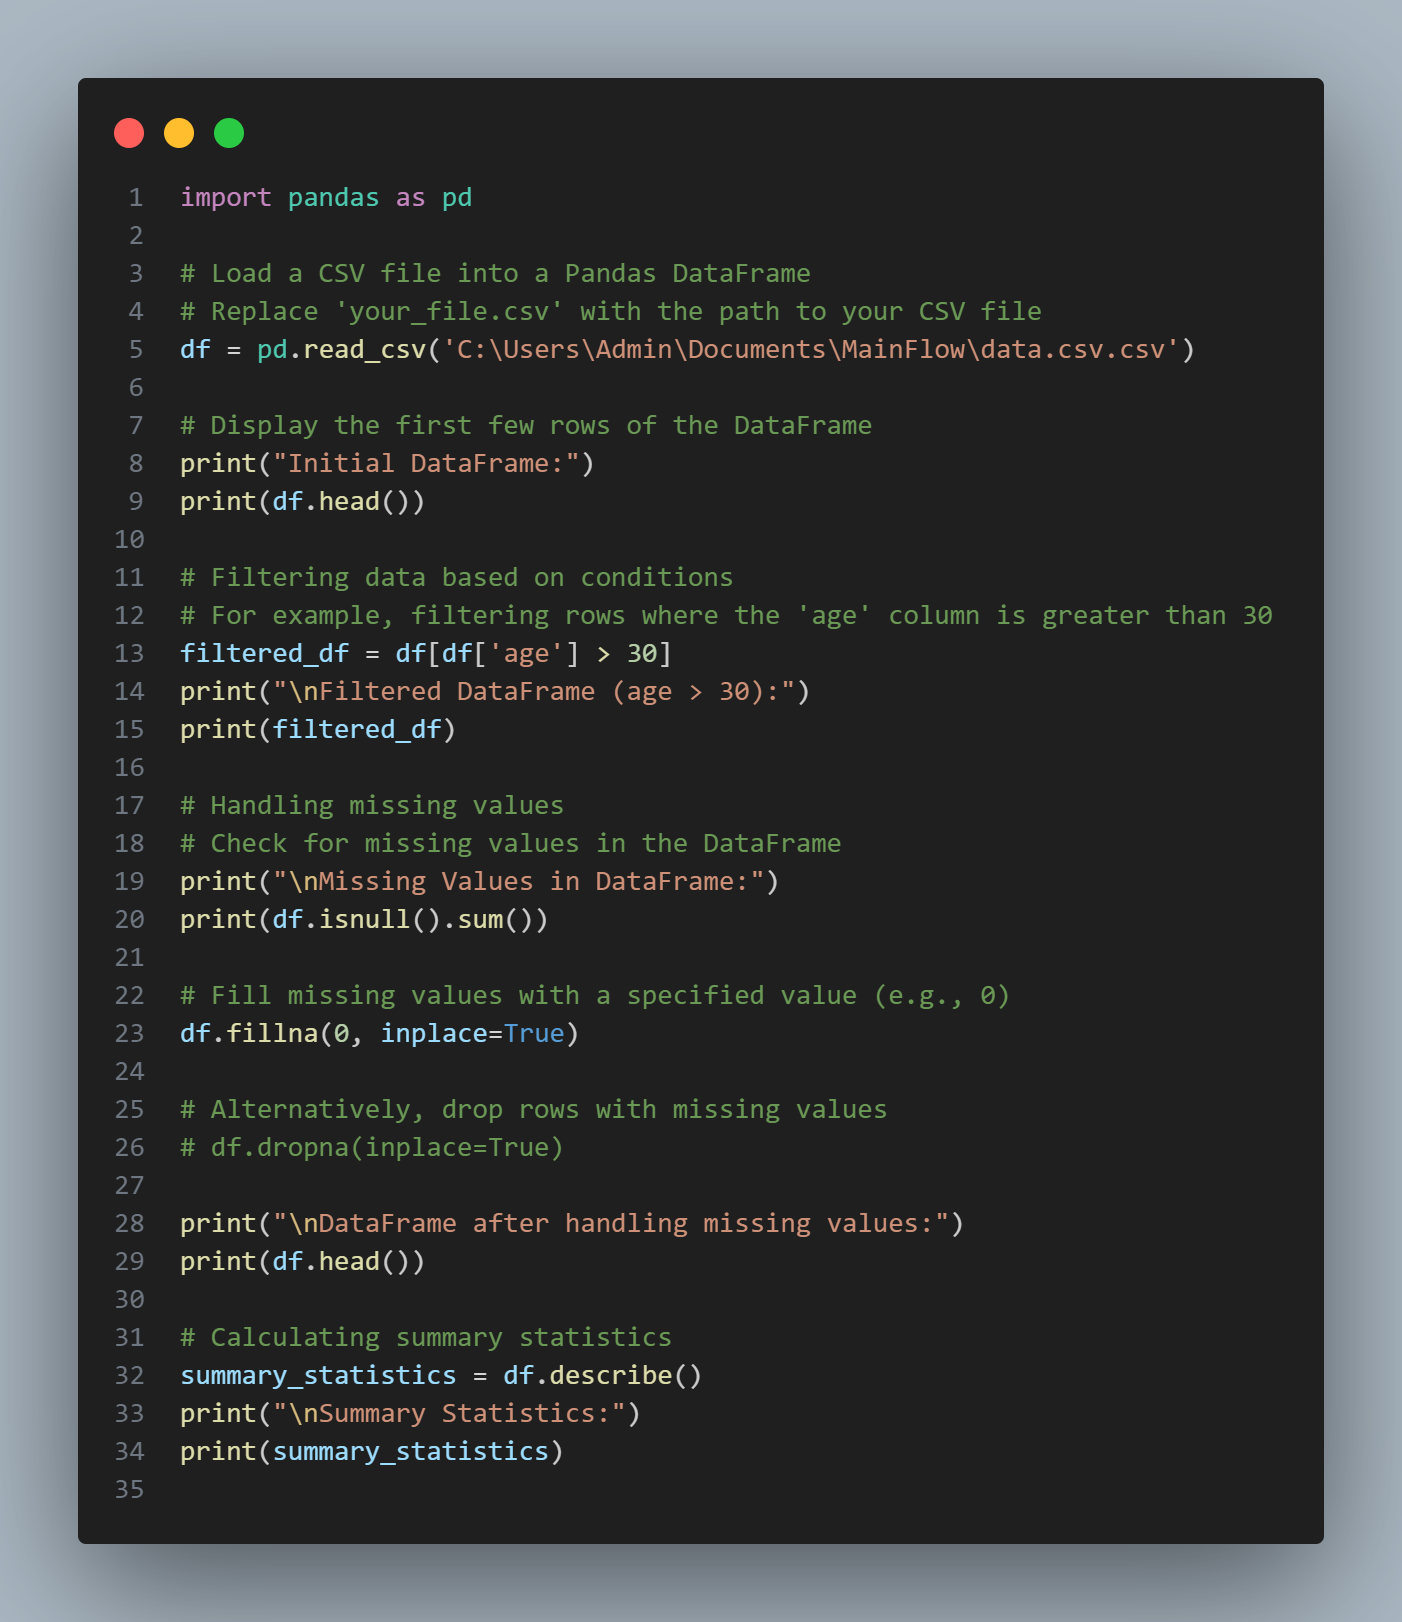 1 import pandas as pd
2
3 # Load a CSV file into a Pandas DataFrame
4 # Replace 'your_file.csv' with the path to your CSV file
5 df = pd.read_csv('C:\Users\Admin\Documents\MainFlow\data.csv.csv')
6
7 # Display the first few rows of the DataFrame
8 print("Initial DataFrame:")
9 print(df.head())
10
11 # Filtering data based on conditions
12 # For example, filtering rows where the 'age' column is greater than 30
13 filtered_df = df[df['age'] > 30]
14 print("\nFiltered DataFrame (age > 30):")
15 print(filtered_df)
16
17 # Handling missing values
18 # Check for missing values in the DataFrame
19 print("\nMissing Values in DataFrame:")
20 print(df.isnull().sum())
21
22 # Fill missing values with a specified value (e.g., 0)
23 df.fillna(0, inplace=True)
24
25 # Alternatively, drop rows with missing values
26 # df.dropna(inplace=True)
27
28 print("\nDataFrame after handling missing values:")
29 print(df.head())
30
31 # Calculating summary statistics
32 summary_statistics = df.describe()
33 print("\nSummary Statistics:")
34 print(summary_statistics)
35